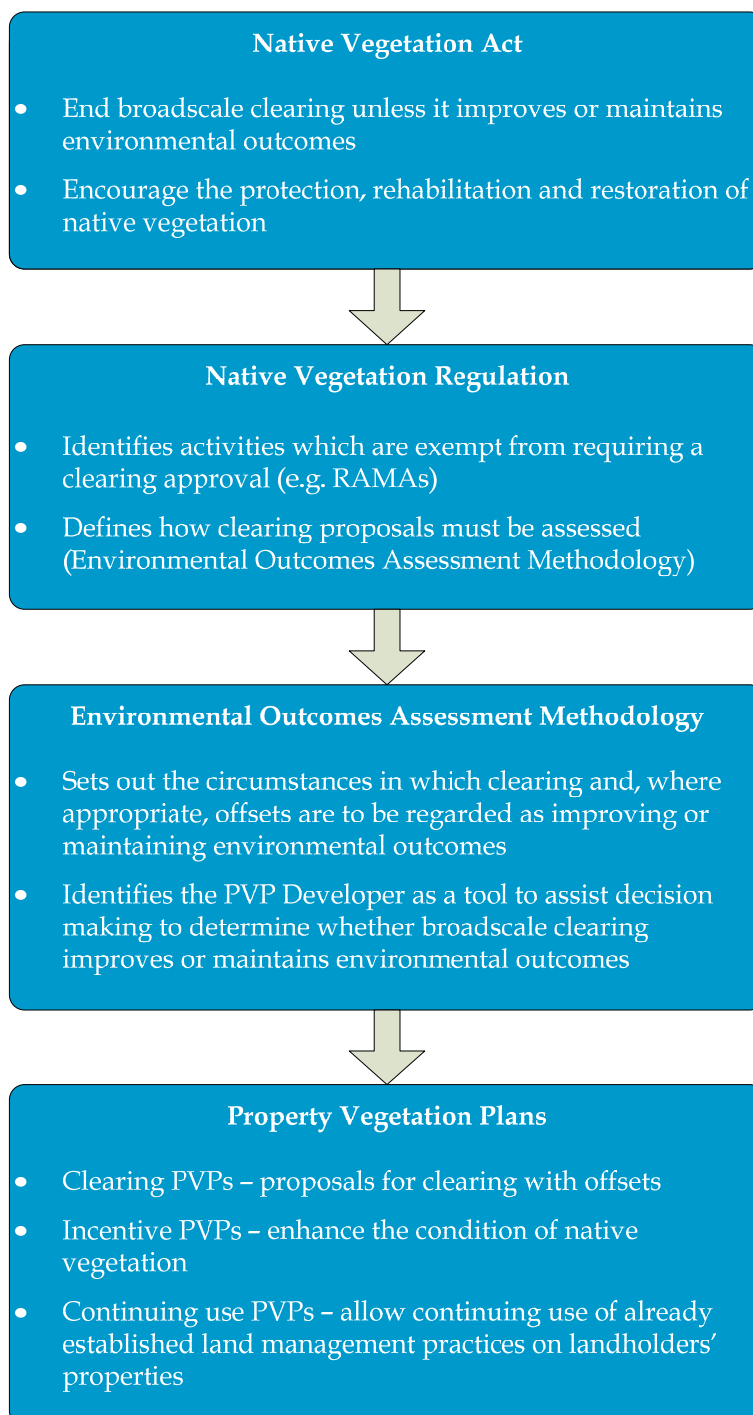 Native Vegetation Act
• End broadscale clearing unless it improves or maintains
environmental outcomes
• Encourage the protection, rehabilitation and restoration of
native vegetation
Native Vegetation Regulation
• Identifies activities which are exempt from requiring a
clearing approval (e.g. RAMAs)
• Defines how clearing proposals must be assessed
(Environmental Outcomes Assessment Methodology)
Environmental Outcomes Assessment Methodology
• Sets out the circumstances in which clearing and, where
appropriate, offsets are to be regarded as improving or
maintaining environmental outcomes
• Identifies the PVP Developer as a tool to assist decision
making to determine whether broadscale clearing
improves or maintains environmental outcomes
Property Vegetation Plans
• Clearing PVPs – proposals for clearing with offsets
• Incentive PVPs – enhance the condition of native
vegetation
• Continuing use PVPs – allow continuing use of already
established land management practices on landholders’
properties